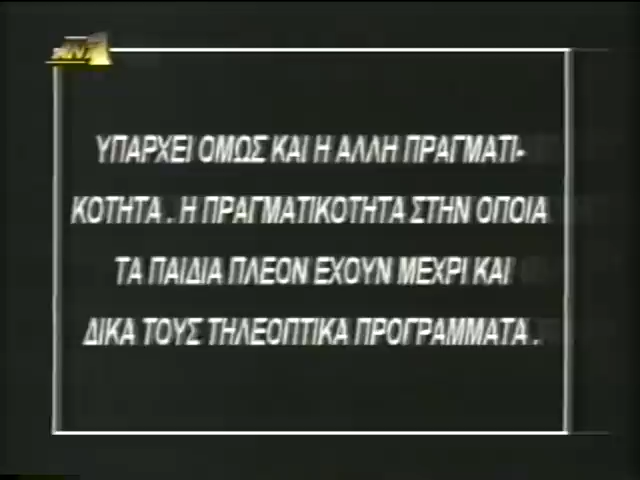 ANT1
ΥΠΑΡΧΕΙ ΟΜΩΣ ΚΑΙ Η ΑΛΛΗ ΠΡΑΓΜΑΤΙ-
ΚΟΤΗΤΑ . Η ΠΡΑΓΜΑΤΙΚΟΤΗΤΑ ΣΤΗΝ ΟΠΟΙΑ
ΤΑ ΠΑΙΔΙΑ ΠΛΕΟΝ ΕΧΟΥΝ ΜΕΧΡΙ ΚΑΙ
ΔΙΚΑ ΤΟΥΣ ΤΗΛΕΟΠΤΙΚΑ ΠΡΟΓΡΑΜΜΑΤΑ .